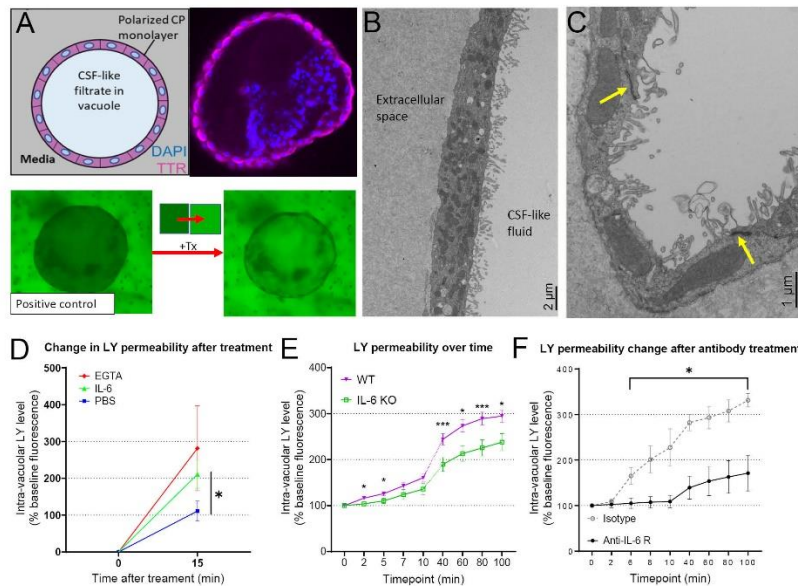 A
Polarized CP
monolayer
CSF-like
filtrate in
vacuole
Media
DAPI
TTR
+Tx
Positive control
B
Extracellular
space
CSF-like
fluid
2 µm
C
1 µm
D
Change in LY permeability after treatment
Intra-vacuolar LY level
(% baseline fluorescence)
500
400
300
200
100
0
EGTA
IL-6
PBS
*
0
15
Time after treament (min)
E
LY permeability over time
Intra-vacuolar LY level
(% baseline fluorescence)
400
300
200
100
0
WT
IL-6 KO
* * *** * *** *
0 2 5 7 10 40 60 80 100
Timepoint (min)
F
LY permeability change after antibody treatment
Intra-vacuolar LY level
(% baseline fluorescence)
400
300
200
100
0
*
Isotype
Anti-IL-6 R
0 2 6 8 10 40 60 80 100
Timepoint (min)